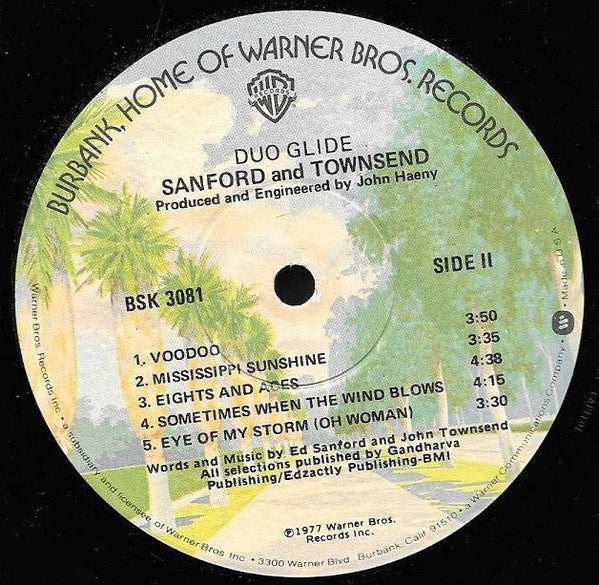 BURBANK, HOME OF WARNER BROS. RECORDS
RECORDS
DUO GLIDE
SANFORD and TOWNSEND
Produced and Engineered by John Haeny
BSK 3081
SIDE II
1. VOODOO 3:50
2. MISSISSIPPI SUNSHINE 3:35
3. EIGHTS AND ACES 4:38
4. SOMETIMES WHEN THE WIND BLOWS 4:15
5. EYE OF MY STORM (OH WOMAN) 3:30
Words and Music by Ed Sanford and John Townsend
All selections published by Gandharva
Publishing/Edzactly Publishing-BMI
℗1977 Warner Bros.
Records Inc.
Warner Bros. Records Inc. • a subsidiary and licensee of Warner Bros. Inc. • 3300 Warner Blvd., Burbank, Calif. 91510 • a Warner Communications Company • Made in U.S.A.